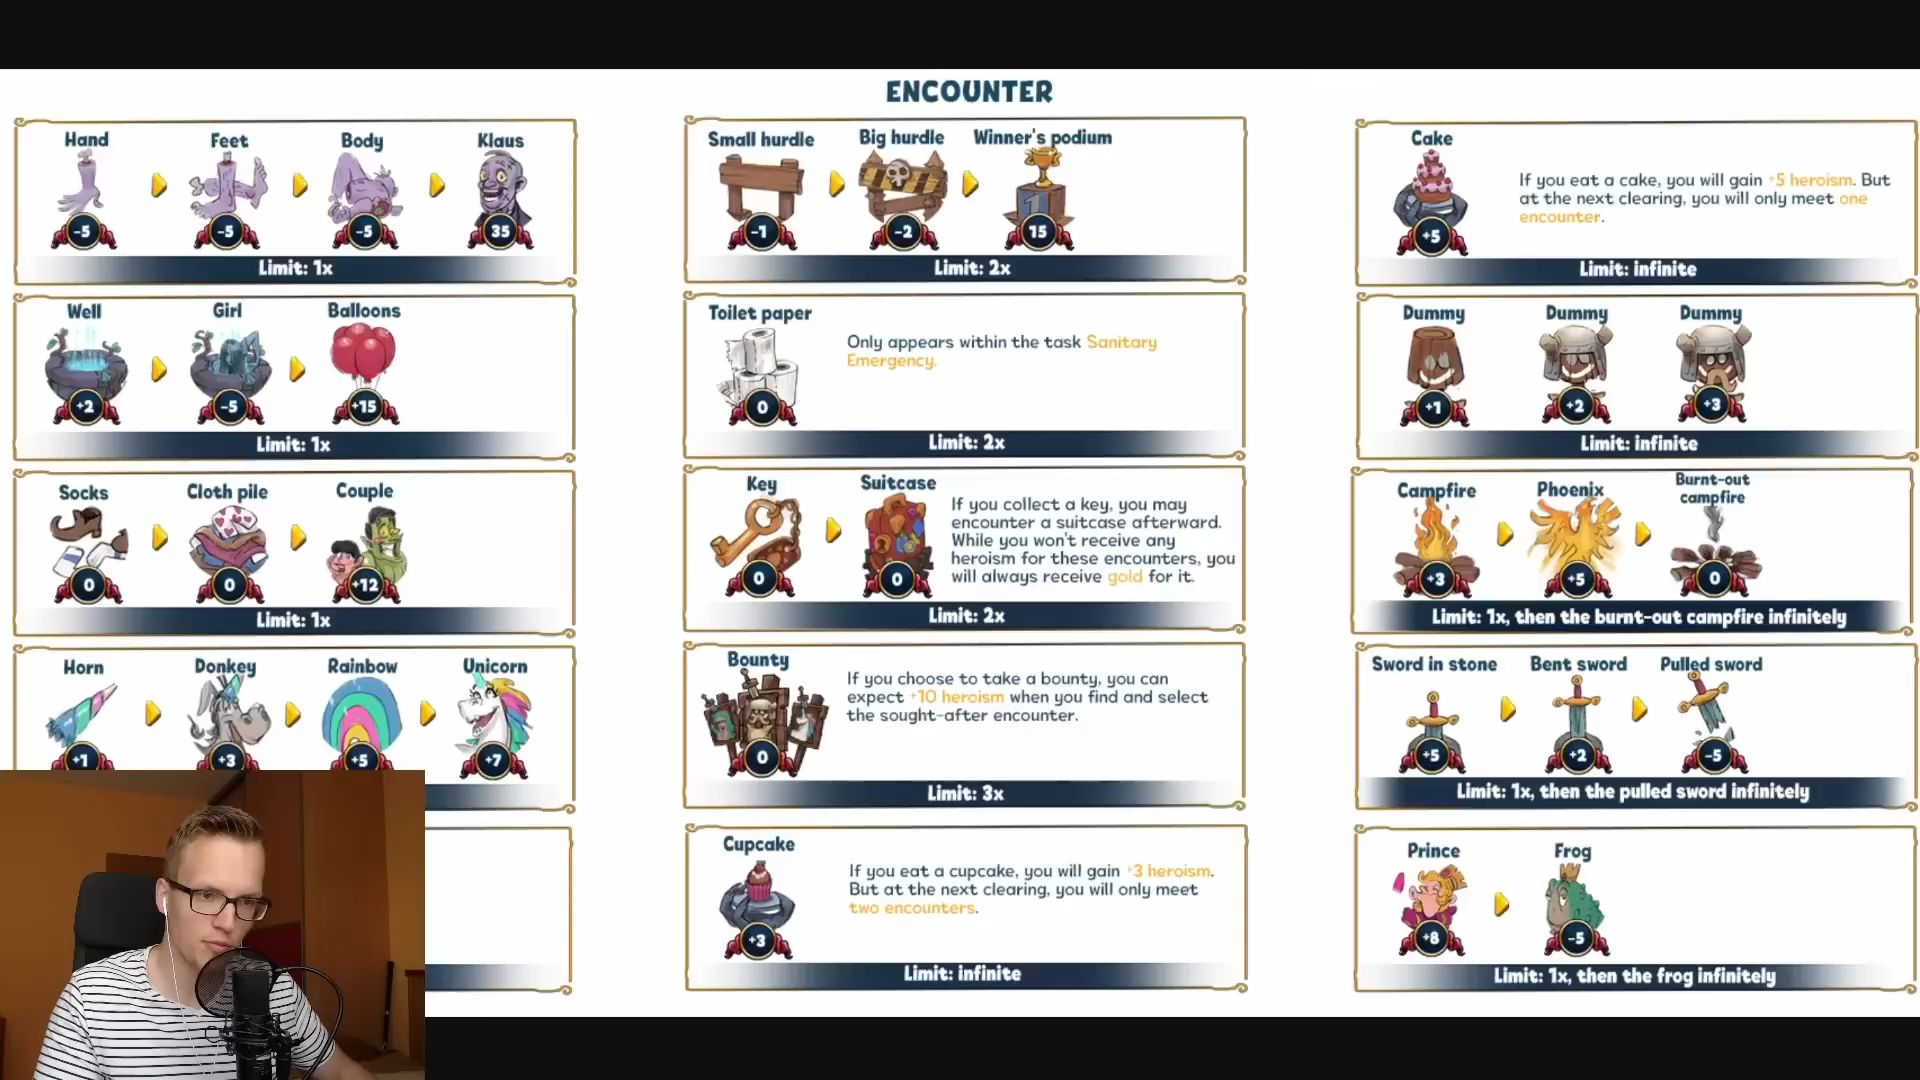 ENCOUNTER
Hand Feet Body Klaus
-5 -5 -5 35
Limit: 1x
Well Girl Balloons
+2 -5 +15
Limit: 1x
Socks Cloth pile Couple
0 0 +12
Limit: 1x
Horn Donkey Rainbow Unicorn
+1 +3 +5 +7
Small hurdle Big hurdle Winner's podium
1
-1 -2 15
Limit: 2x
Toilet paper
Only appears within the task Sanitary
Emergency.
0
Limit: 2x
Key Suitcase
If you collect a key, you may
encounter a suitcase afterward.
While you won't receive any
heroism for these encounters, you
will always receive gold for it.
0 0
Limit: 2x
Bounty
If you choose to take a bounty, you can
expect +10 heroism when you find and select
the sought-after encounter.
0
Limit: 3x
Cupcake
If you eat a cupcake, you will gain +3 heroism.
But at the next clearing, you will only meet
two encounters.
+3
Limit: infinite
Cake
If you eat a cake, you will gain +5 heroism. But
at the next clearing, you will only meet one
encounter.
+5
Limit: infinite
Dummy Dummy Dummy
+1 +2 +3
Limit: infinite
Campfire Phoenix Burnt-out
campfire
+3 +5 0
Limit: 1x, then the burnt-out campfire infinitely
Sword in stone Bent sword Pulled sword
+5 +2 -5
Limit: 1x, then the pulled sword infinitely
Prince Frog
+8 -5
Limit: 1x, then the frog infinitely